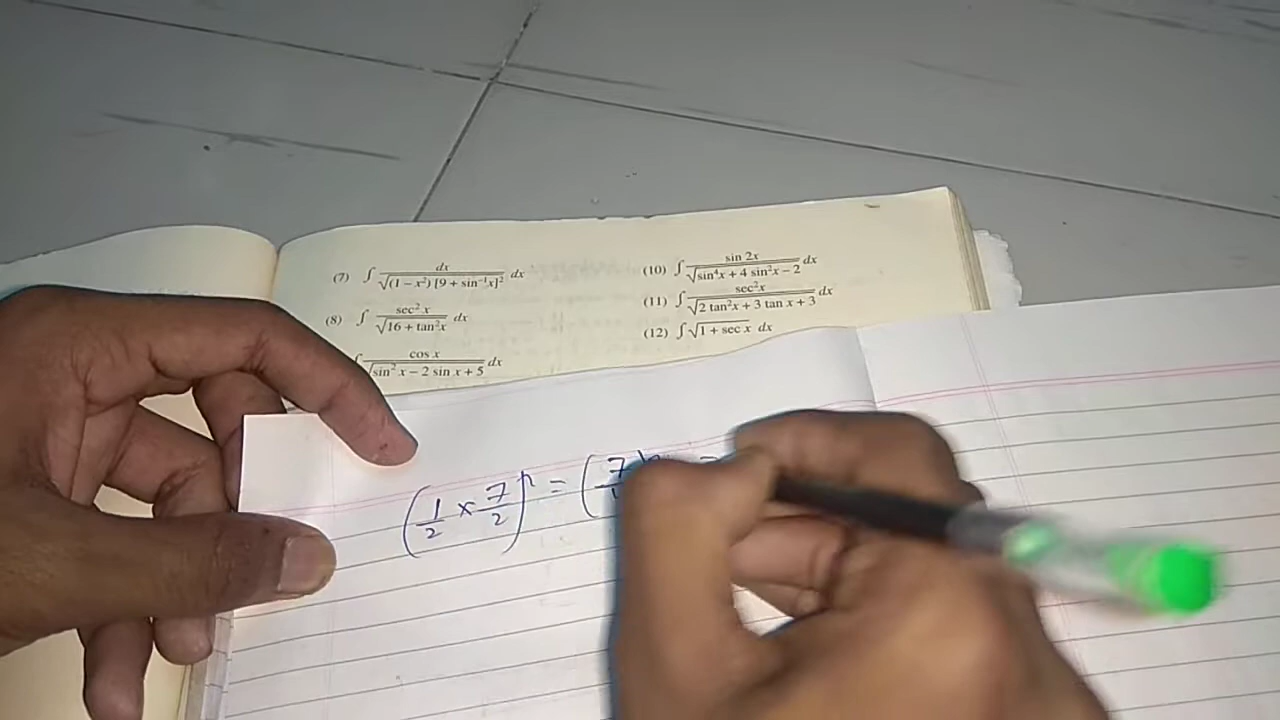 (7) ∫ dx / √(1 − x²) [9 + sin⁻¹x]² dx
(8) ∫ sec² x / √16 + tan²x dx
∫ cos x / √sin² x − 2 sin x + 5 dx
(10) ∫ sin 2x / √sin⁴x + 4 sin²x − 2 dx
(11) ∫ sec²x / √2 tan²x + 3 tan x + 3 dx
(12) ∫ √1 + sec x dx
(1/2 × 7/2)² = (7